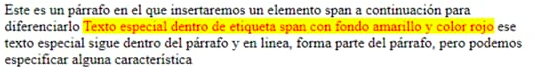 Este es un párrafo en el que insertaremos un elemento span a continuación para
diferenciarlo Texto especial dentro de etiqueta span con fondo amarillo y color rojo ese
texto especial sigue dentro del párrafo y en linea, forma parte del párrafo, pero podemos
especificar alguna característica